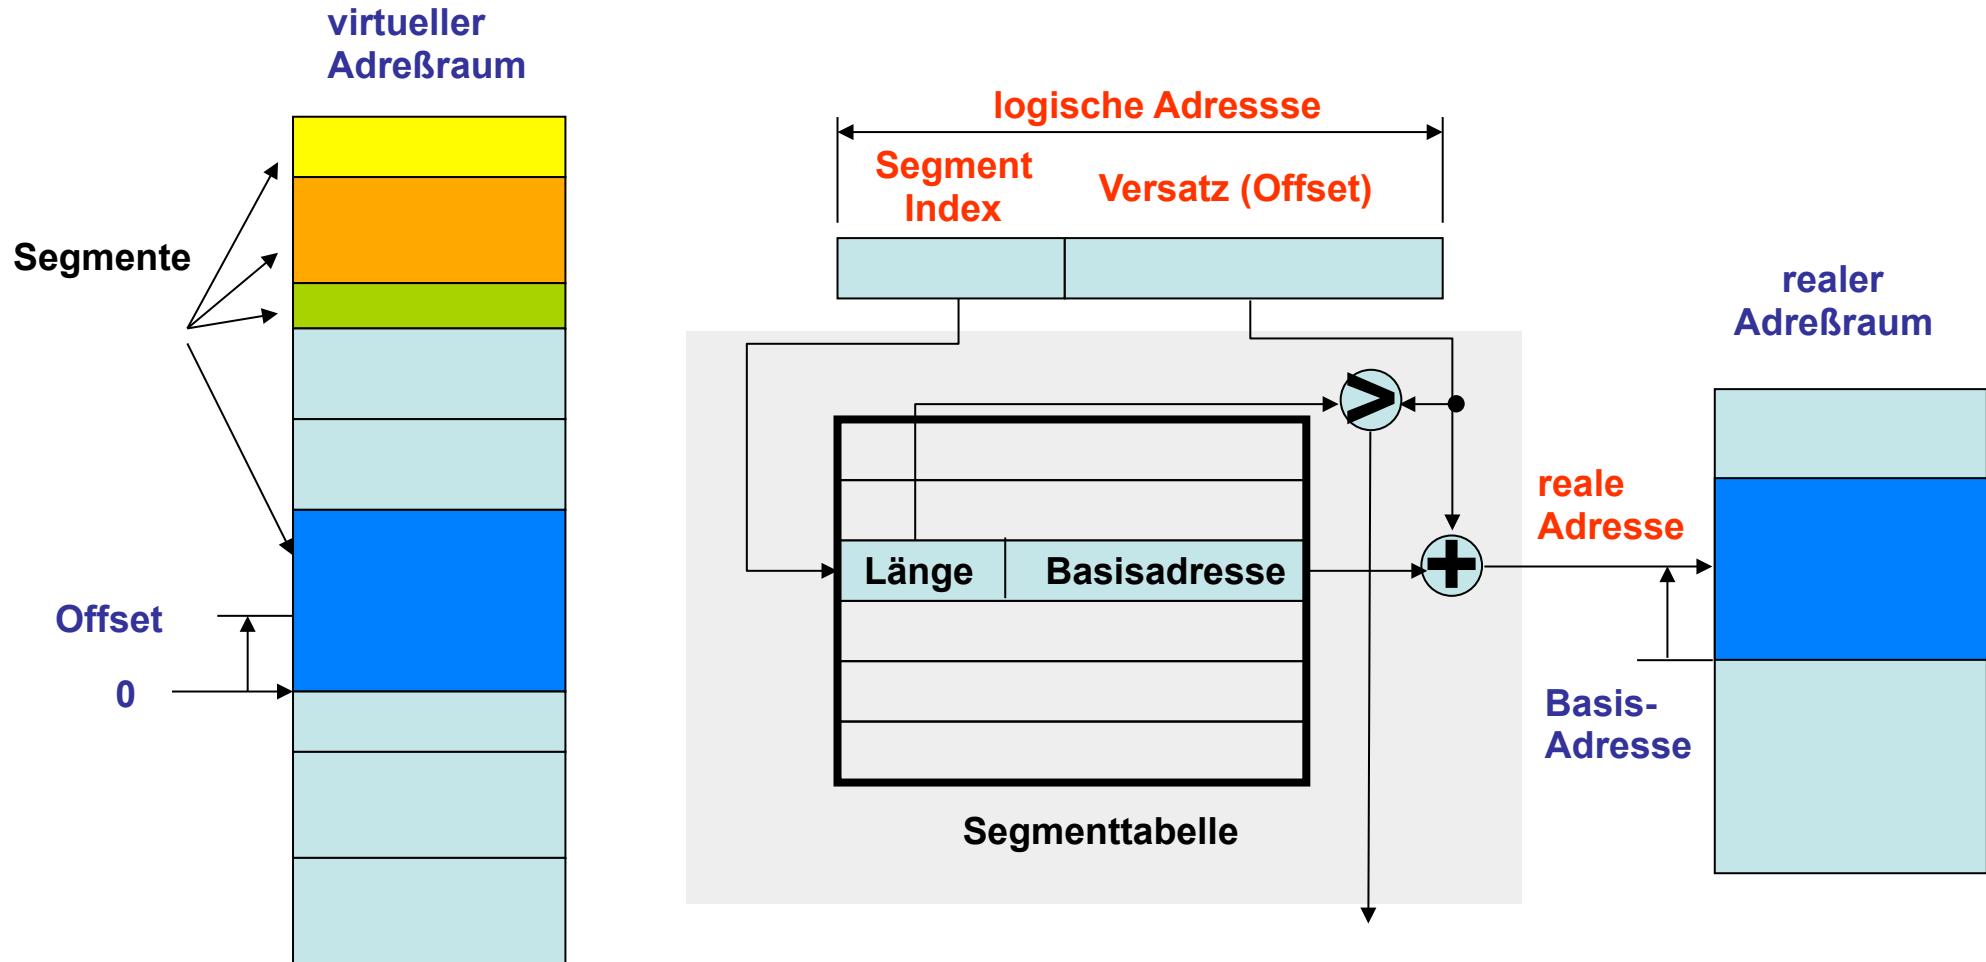 virtueller
Adreßraum
logische Adressse
Segment
Index
Versatz (Offset)
Segmente
realer
Adreßraum
>
reale
Adresse
Länge
Basisadresse
+
Offset
0
Basis-
Adresse
Segmenttabelle